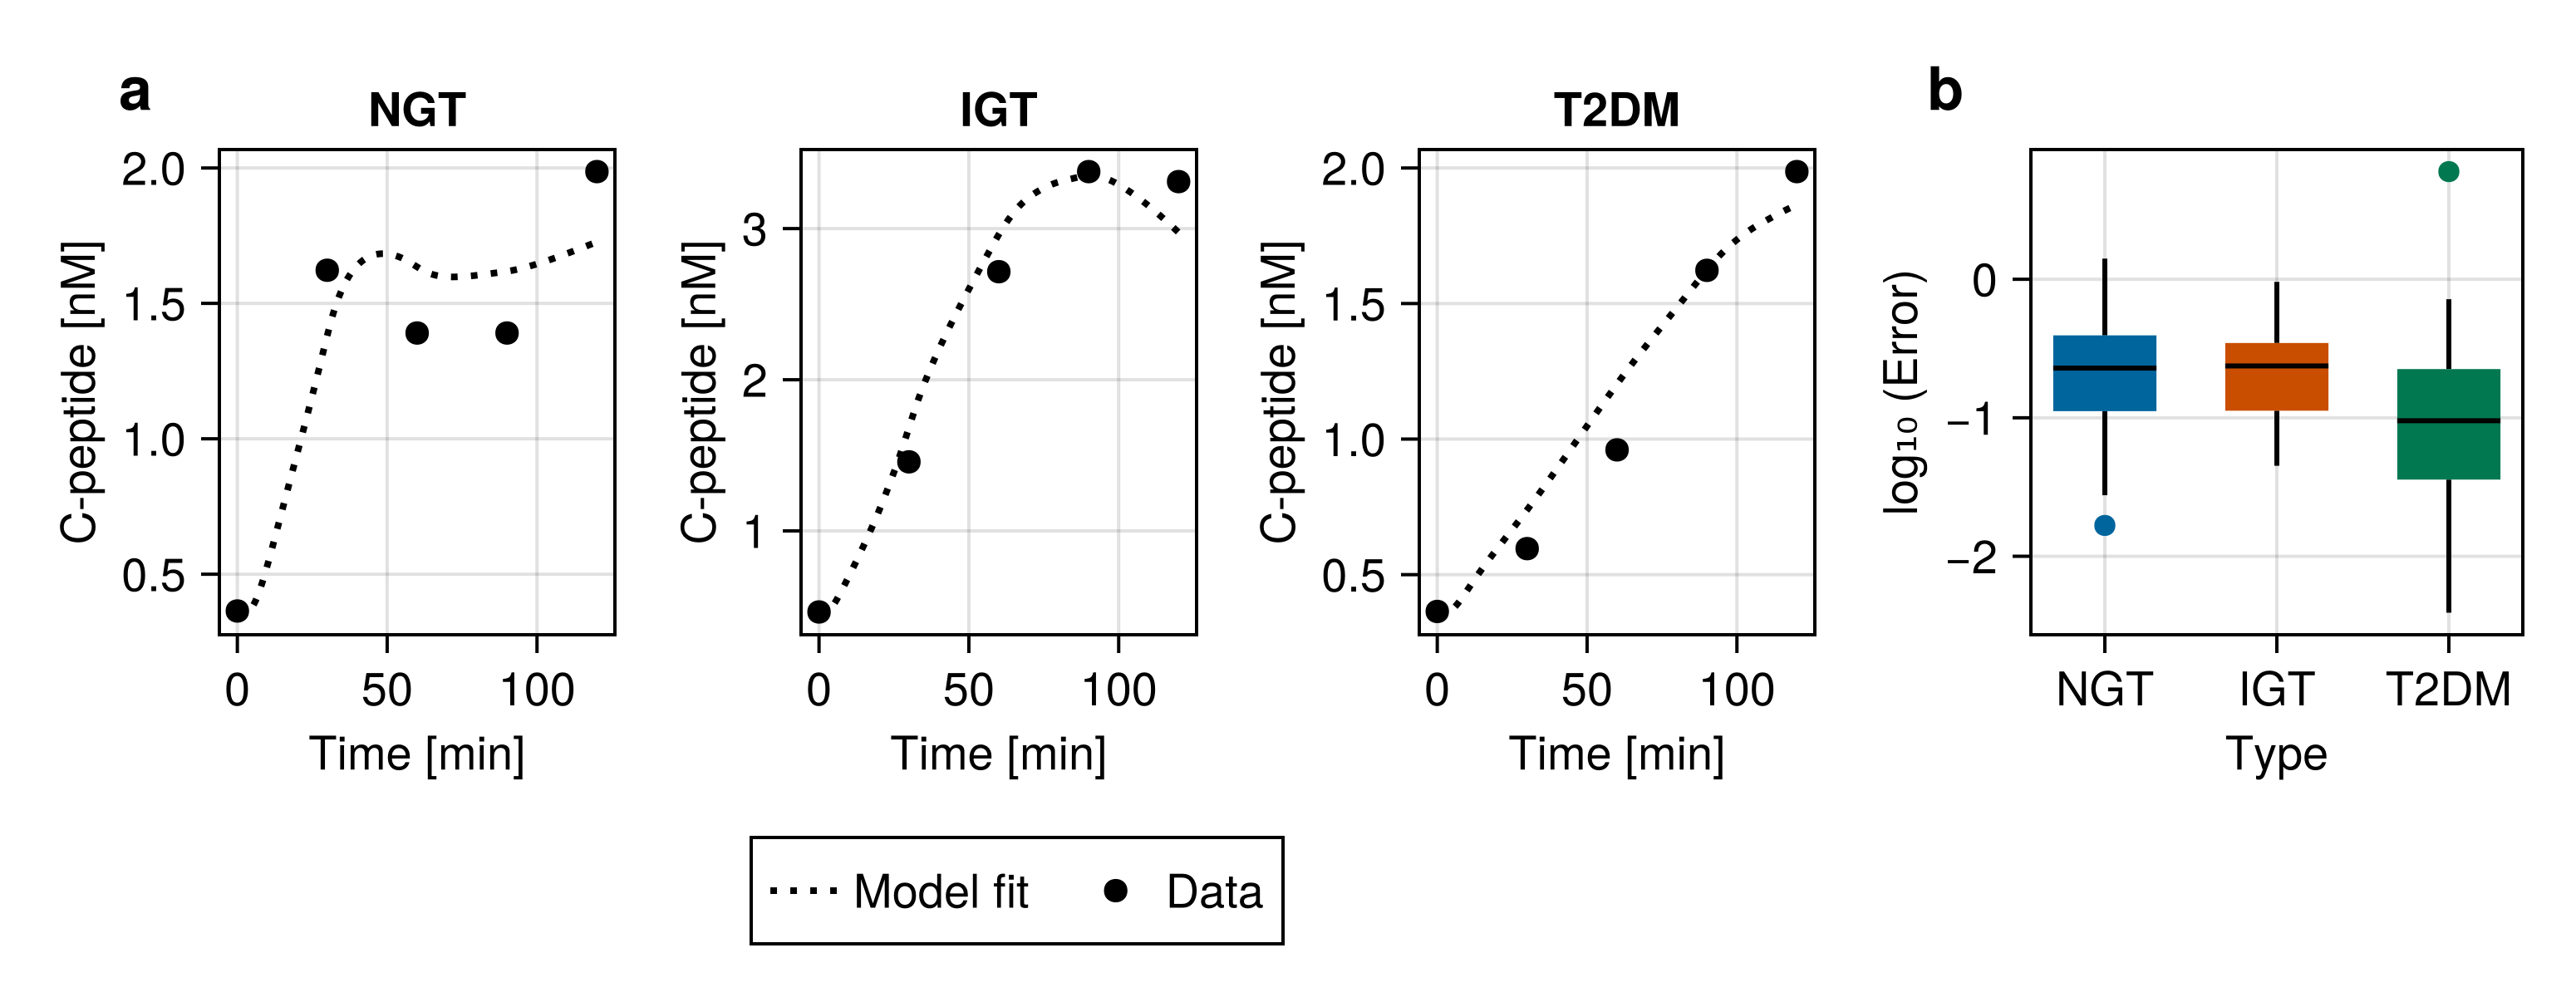 a
NGT
IGT
T2DM
b
C-peptide [nM]
2.0
1.5
1.0
0.5
0 50 100
Time [min]
C-peptide [nM]
3
2
1
0 50 100
Time [min]
C-peptide [nM]
2.0
1.5
1.0
0.5
0 50 100
Time [min]
log₁₀ (Error)
0
−1
−2
NGT IGT T2DM
Type
Model fit Data